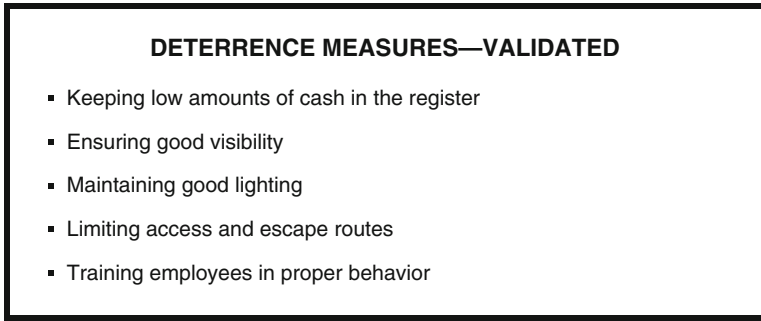 DETERRENCE MEASURES—VALIDATED
▪ Keeping low amounts of cash in the register
▪ Ensuring good visibility
▪ Maintaining good lighting
▪ Limiting access and escape routes
▪ Training employees in proper behavior